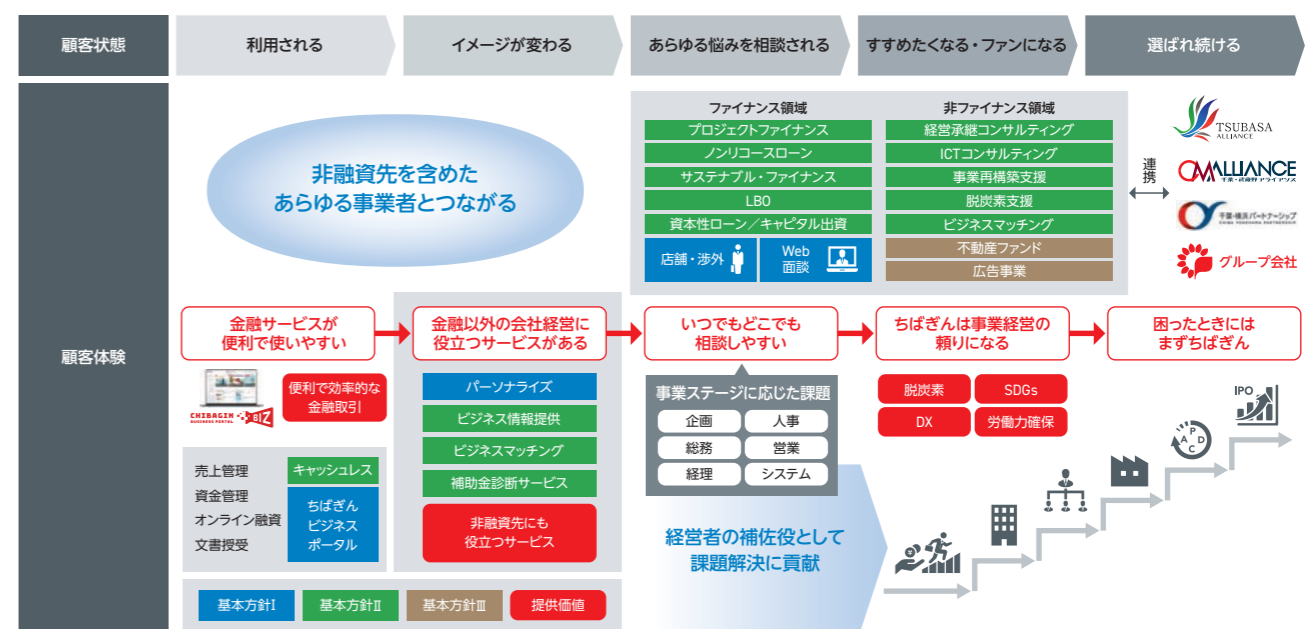 顧客状態
利用される
イメージが変わる
あらゆる悩みを相談される
すすめたくなる・ファンになる
選ばれ続ける
顧客体験
非融資先を含めた
あらゆる事業者とつながる
ファイナンス領域
プロジェクトファイナンス
ノンリコースローン
サステナブル・ファイナンス
LBO
資本性ローン／キャピタル出資
店舗・渉外
Web
面談
非ファイナンス領域
経営承継コンサルティング
ICTコンサルティング
事業再構築支援
脱炭素支援
ビジネスマッチング
不動産ファンド
広告事業
連携
TSUBASA
ALLIANCE
ALLIANCE
千葉・武蔵野アライアンス
千葉・横浜パートナーシップ
CHIBA YOKOHAMA PARTNERSHIP
グループ会社
金融サービスが
便利で使いやすい
金融以外の会社経営に
役立つサービスがある
いつでもどこでも
相談しやすい
ちばぎんは事業経営の
頼りになる
困ったときには
まずちばぎん
CHIBAGIN BIZ
BUSINESS PORTAL
便利で効率的な
金融取引
売上管理
資金管理
オンライン融資
文書授受
キャッシュレス
ちばぎん
ビジネス
ポータル
パーソナライズ
ビジネス情報提供
ビジネスマッチング
補助金診断サービス
非融資先にも
役立つサービス
事業ステージに応じた課題
企画
人事
総務
営業
経理
システム
経営者の補佐役として
課題解決に貢献
脱炭素
SDGs
DX
労働力確保
¥
P
D
C
A
IPO
基本方針Ⅰ
基本方針Ⅱ
基本方針Ⅲ
提供価値